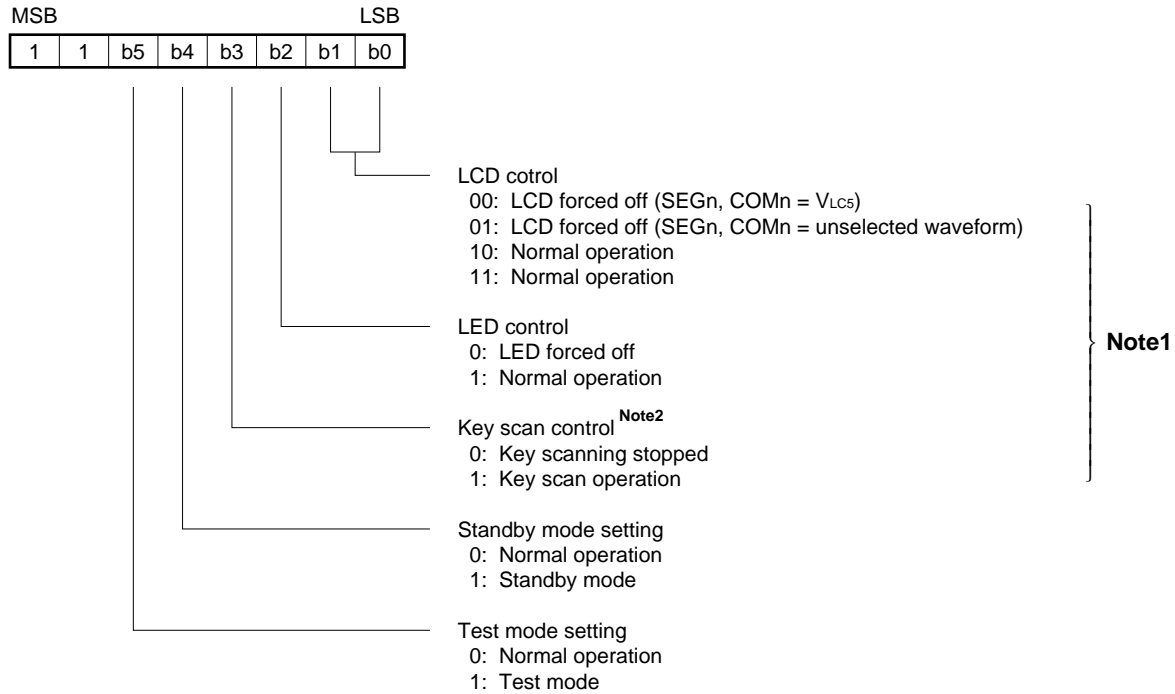 MSB LSB
1 1 b5 b4 b3 b2 b1 b0
LCD cotrol
00: LCD forced off (SEGn, COMn = VLC5)
01: LCD forced off (SEGn, COMn = unselected waveform)
10: Normal operation
11: Normal operation
LED control
0: LED forced off
1: Normal operation
Note1
Key scan control Note2
0: Key scanning stopped
1: Key scan operation
Standby mode setting
0: Normal operation
1: Standby mode
Test mode setting
0: Normal operation
1: Test mode